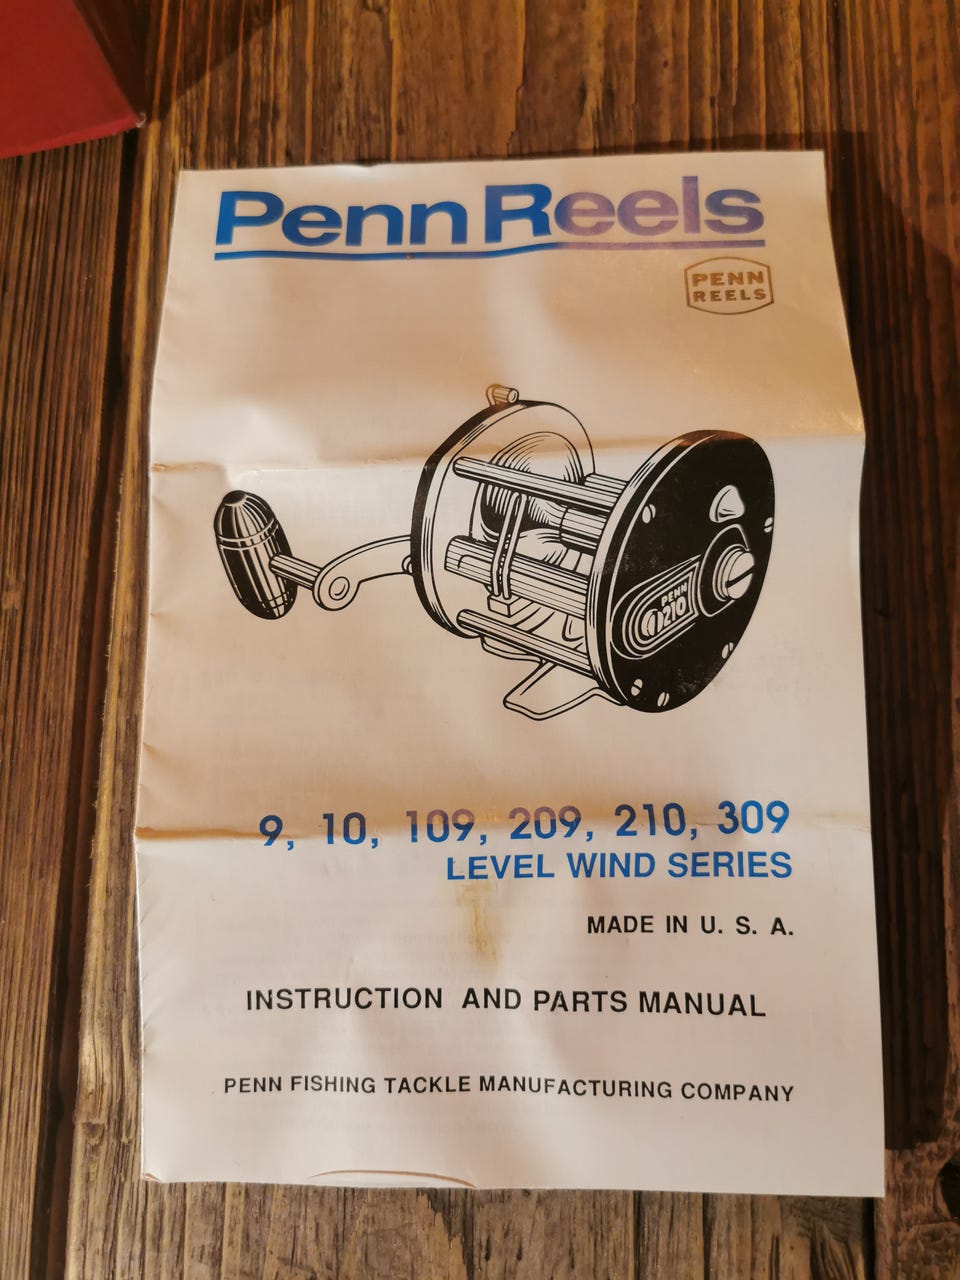 Penn Reels
PENN
REELS
PENN
210
9, 10, 109, 209, 210, 309
LEVEL WIND SERIES
MADE IN U. S. A.
INSTRUCTION AND PARTS MANUAL
PENN FISHING TACKLE MANUFACTURING COMPANY